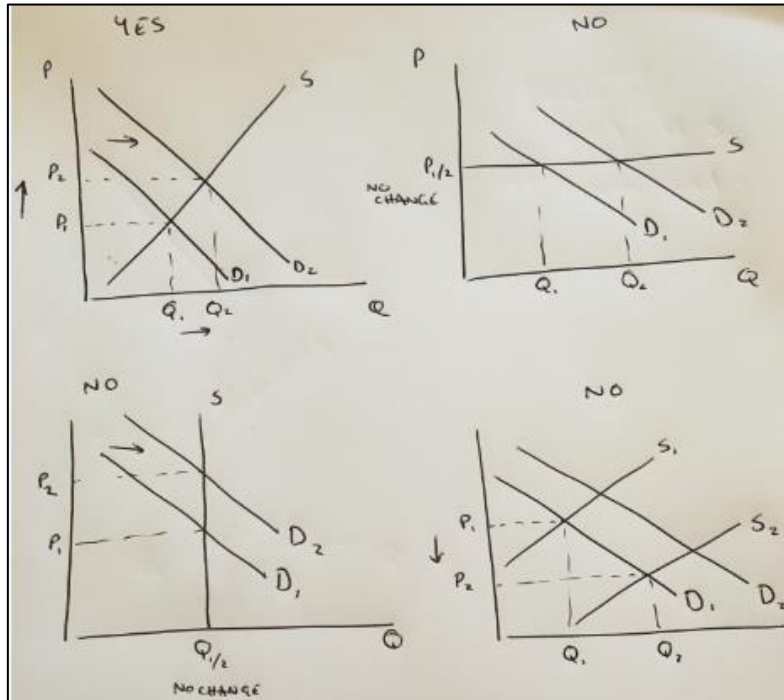 YES
P
S
P₂
P₁
D₁
D₂
Q₁
Q₂
Q
NO
P
S
P₁/₂
NO
CHANGE
D₁
D₂
Q₁
Q₂
Q
NO
S
P₂
P₁
D₂
D₁
Q₁/₂
Q
NO CHANGE
NO
S₁
S₂
P₁
P₂
D₁
D₂
Q₁
Q₂